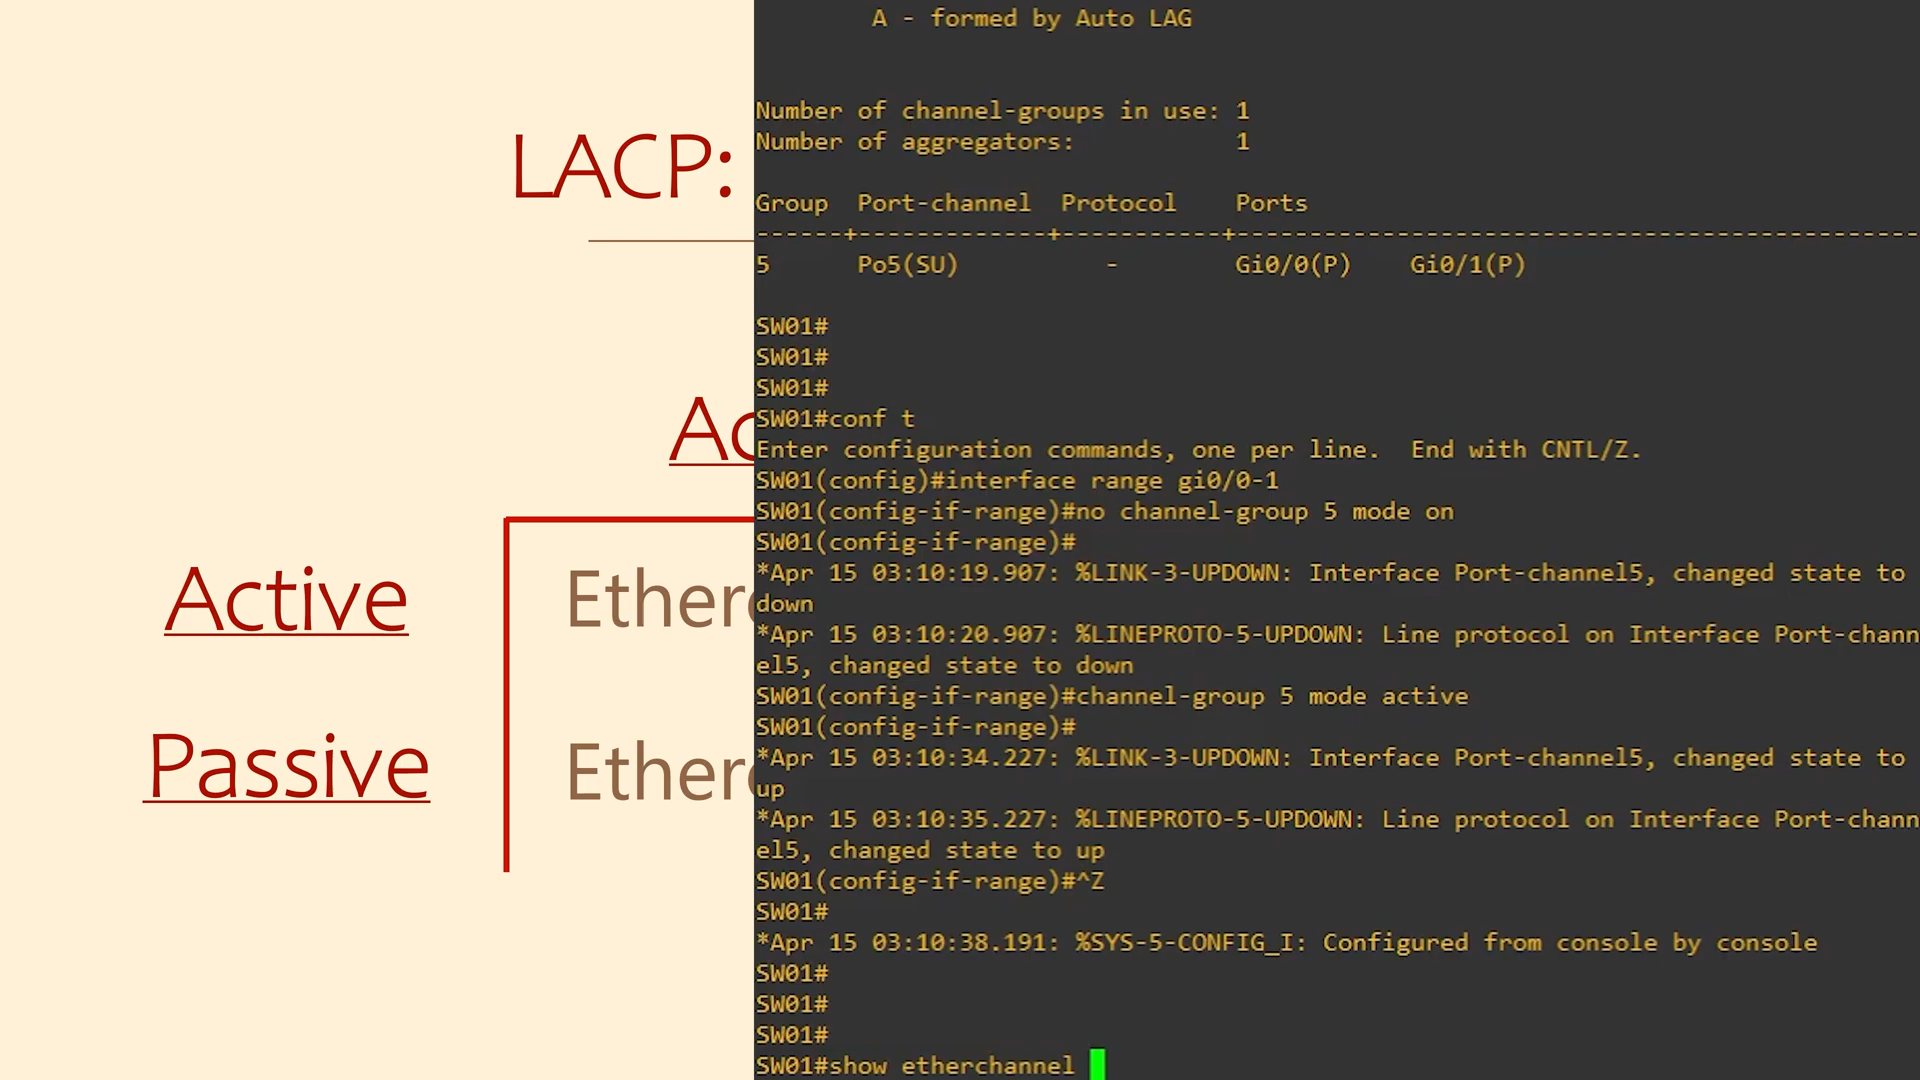 LACP:
Ac
Active
Etherc
Passive
Etherc
A - formed by Auto LAG
Number of channel-groups in use: 1
Number of aggregators:           1
Group  Port-channel  Protocol    Ports
------+-------------+-----------+-----------------------------------------------
5      Po5(SU)          -        Gi0/0(P)    Gi0/1(P)
SW01#
SW01#
SW01#
SW01#conf t
Enter configuration commands, one per line.  End with CNTL/Z.
SW01(config)#interface range gi0/0-1
SW01(config-if-range)#no channel-group 5 mode on
SW01(config-if-range)#
*Apr 15 03:10:19.907: %LINK-3-UPDOWN: Interface Port-channel5, changed state to
down
*Apr 15 03:10:20.907: %LINEPROTO-5-UPDOWN: Line protocol on Interface Port-chann
el5, changed state to down
SW01(config-if-range)#channel-group 5 mode active
SW01(config-if-range)#
*Apr 15 03:10:34.227: %LINK-3-UPDOWN: Interface Port-channel5, changed state to
up
*Apr 15 03:10:35.227: %LINEPROTO-5-UPDOWN: Line protocol on Interface Port-chann
el5, changed state to up
SW01(config-if-range)#^Z
SW01#
*Apr 15 03:10:38.191: %SYS-5-CONFIG_I: Configured from console by console
SW01#
SW01#
SW01#
SW01#show etherchannel